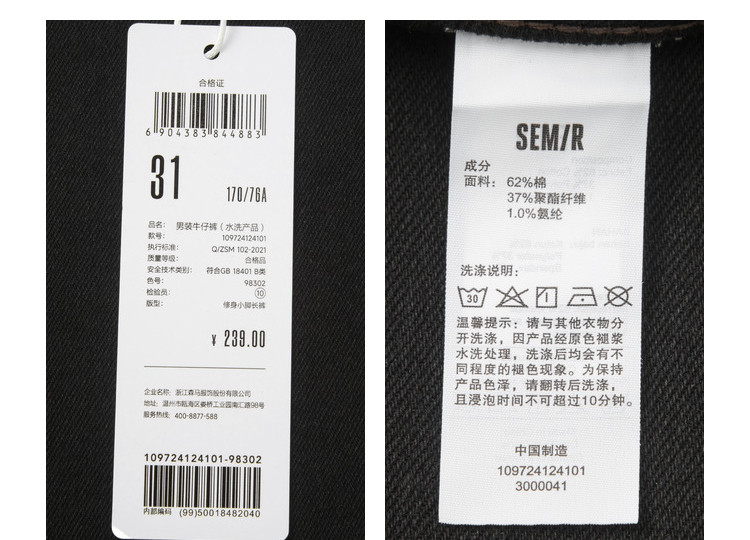 合格证
6 904383 844883
31
170/76A
品名： 男装牛仔裤（水洗产品）
款号： 109724124101
执行标准： Q/ZSM 102-2021
质量等级： 合格品
安全技术类别： 符合GB 18401 B类
色号： 98302
检验员： 10
版型： 修身小脚长裤
¥ 239.00
企业名称：浙江森马服饰股份有限公司
地址：温州市瓯海区娄桥工业园南汇路98号
服务热线：400-8877-588
109724124101-98302
内部编码 (99)50018482040
SEM/R
成分
面料： 62%棉
37%聚酯纤维
1.0%氨纶
洗涤说明：
30
温馨提示：请与其他衣物分
开洗涤，因产品经原色褪浆
水洗处理，洗涤后均会有不
同程度的褪色现象。为保持
产品色泽，请翻转后洗涤，
且浸泡时间不可超过10分钟。
中国制造
109724124101
3000041